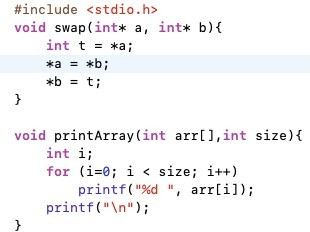 #include <stdio.h>
void swap(int* a, int* b){
    int t = *a;
    *a = *b;
    *b = t;
}

void printArray(int arr[],int size){
    int i;
    for (i=0; i < size; i++)
        printf("%d ", arr[i]);
    printf("\n");
}